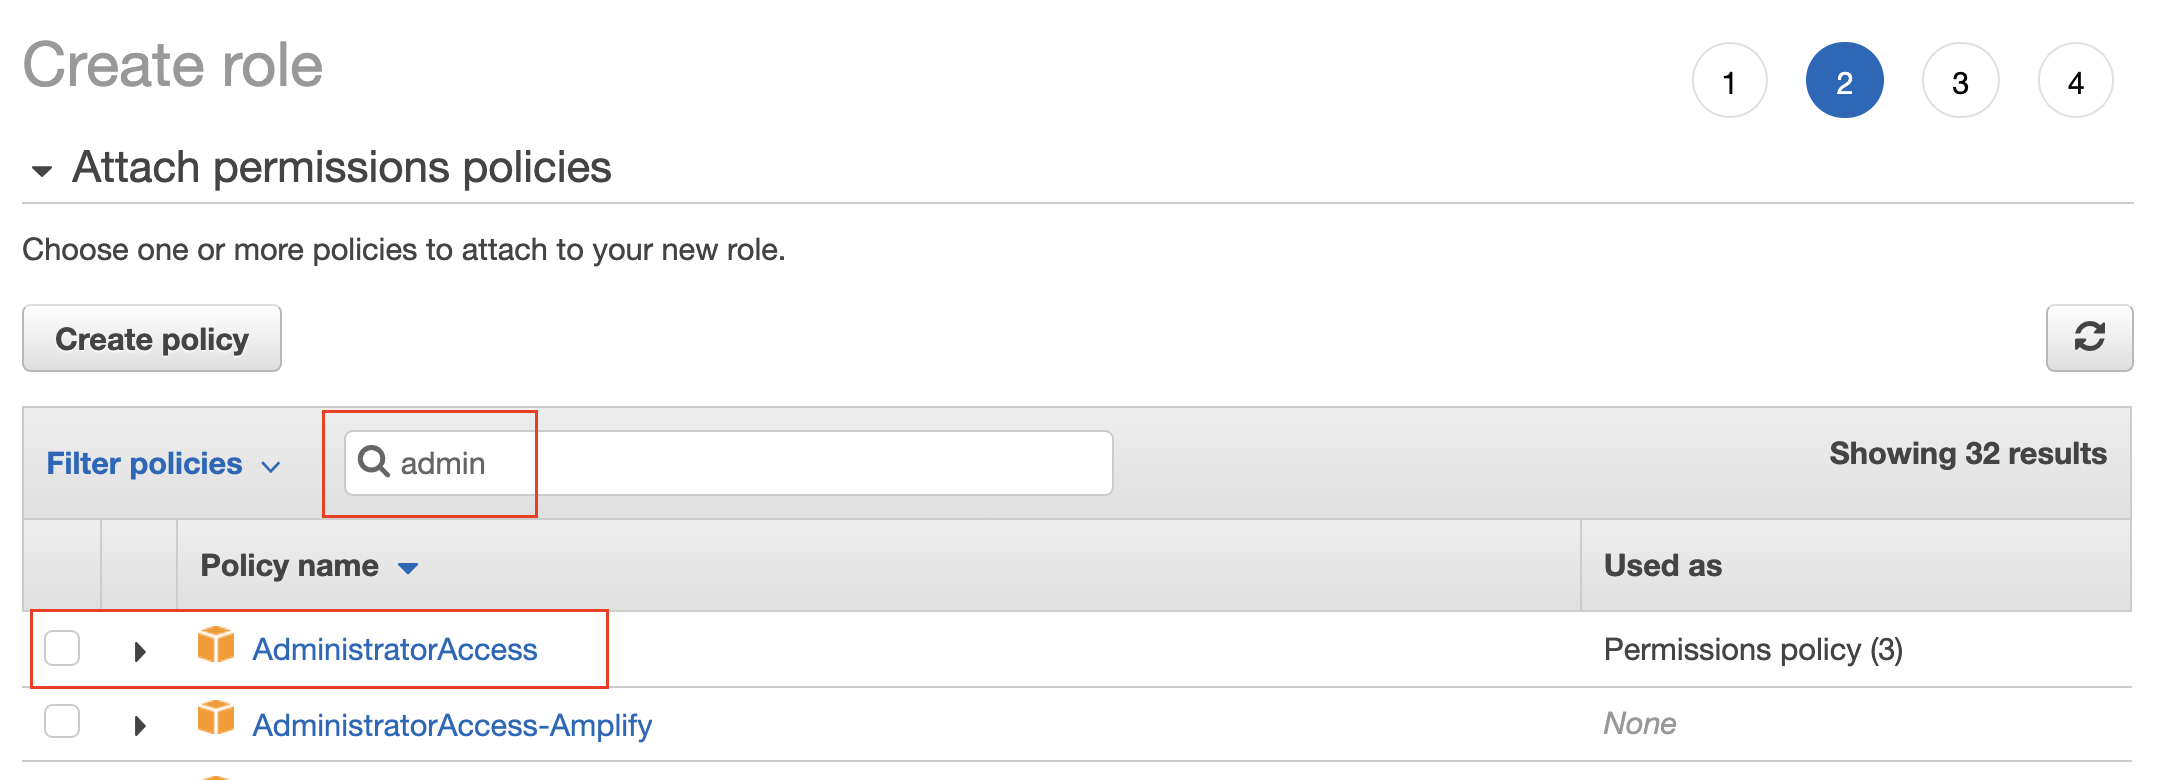 Create role
1 2 3 4
Attach permissions policies
Choose one or more policies to attach to your new role.
Create policy
Filter policies admin Showing 32 results
Policy name Used as
AdministratorAccess Permissions policy (3)
AdministratorAccess-Amplify None